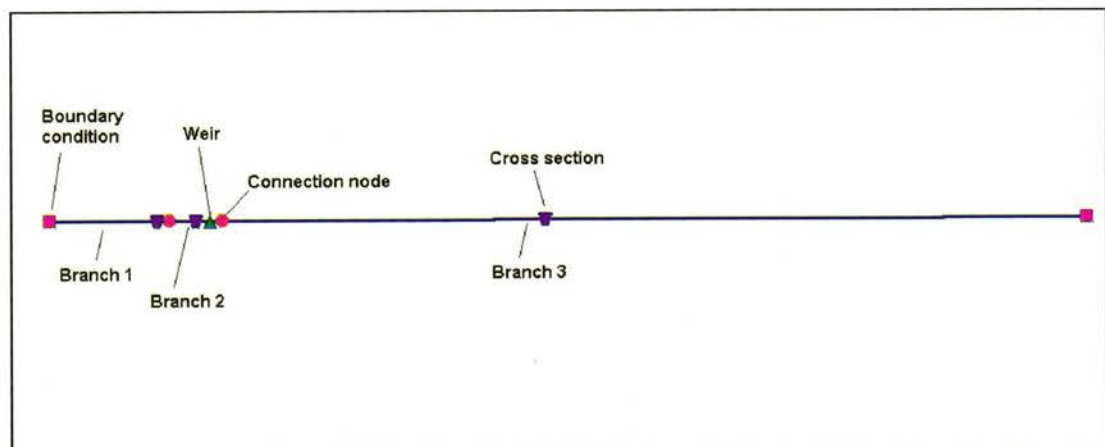 Boundary
condition
Weir
Cross section
Connection node
Branch 1
Branch 2
Branch 3